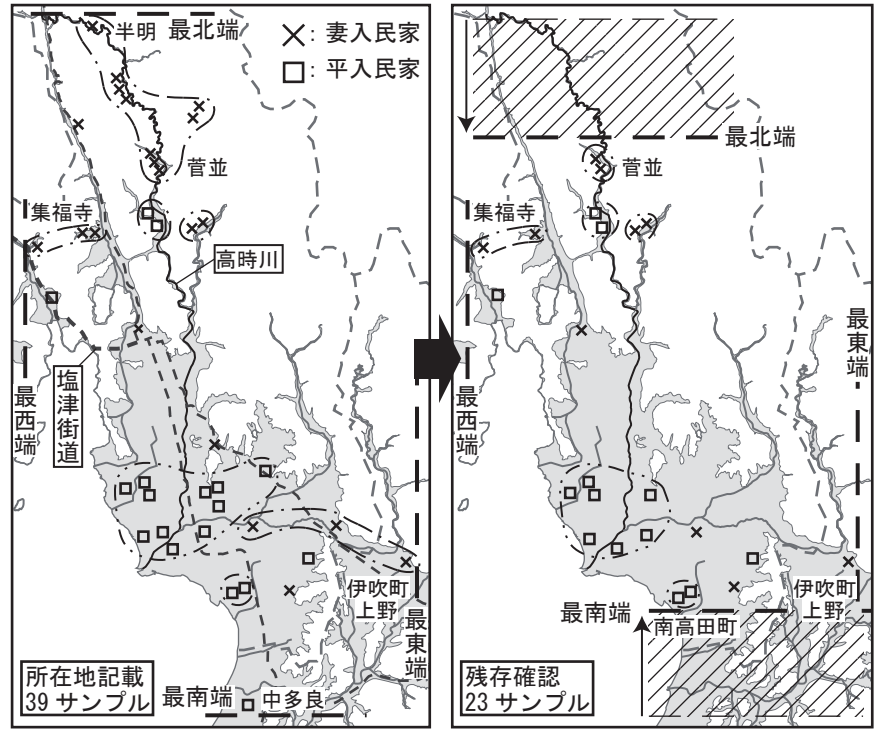 半明 最北端
×：妻入民家
□：平入民家
菅並
集福寺
高時川
塩津街道
最西端
伊吹町
上野
最東端
所在地記載
39 サンプル
最南端
中多良
最北端
菅並
集福寺
最東端
最西端
最南端
南高田町
伊吹町
上野
残存確認
23 サンプル